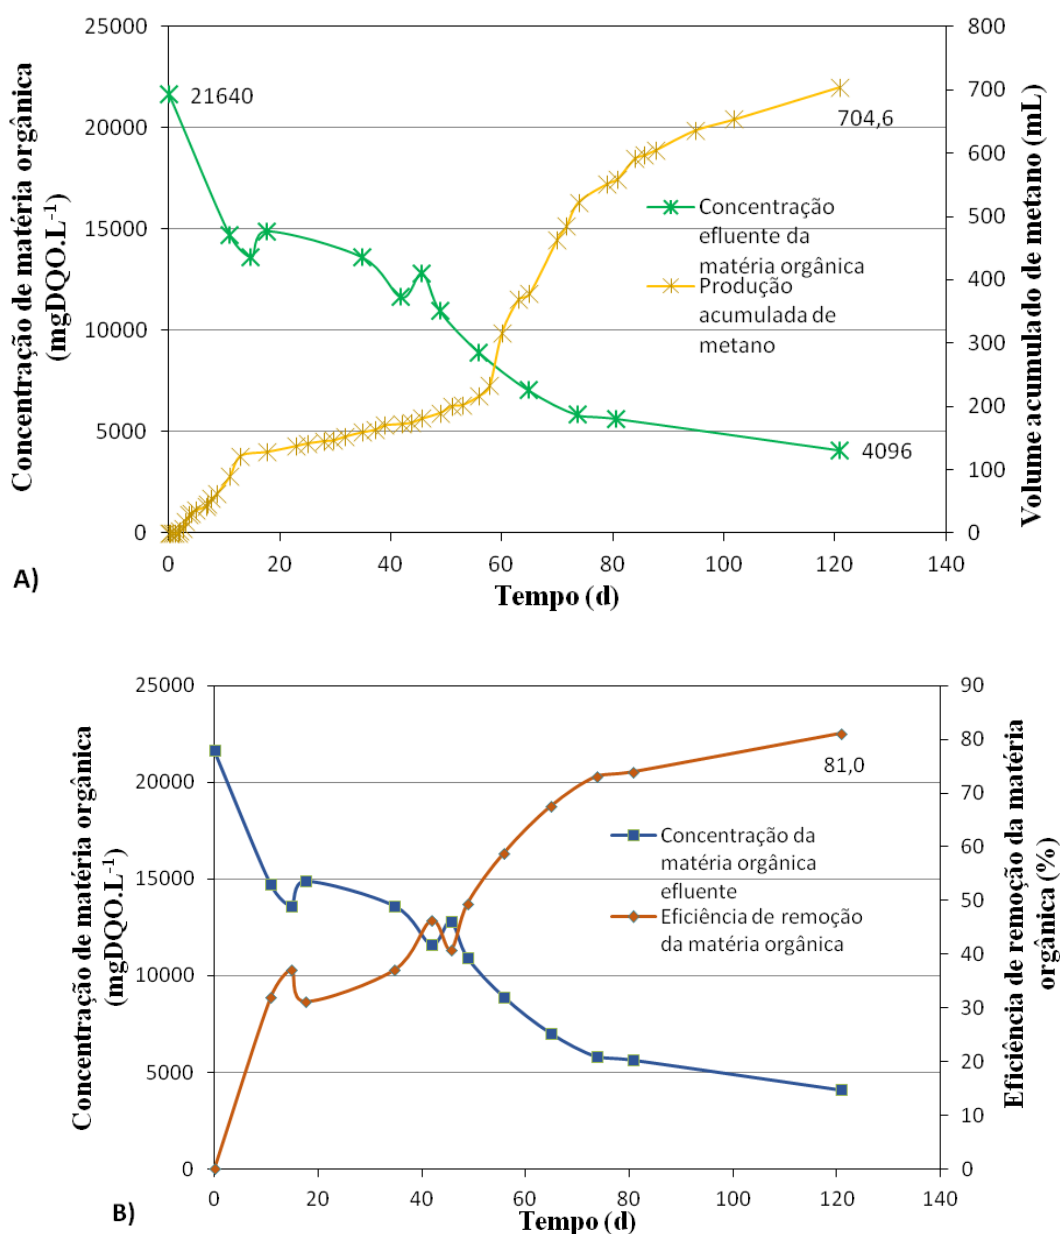 25000
20000
15000
10000
5000
0
Concentração de matéria orgânica
(mgDQO.L⁻¹)
21640
704,6
4096
Concentração
efluente da
matéria orgânica
Produção
acumulada de
metano
800
700
600
500
400
300
200
100
0
Volume acumulado de metano (mL)
0 20 40 60 80 100 120 140
Tempo (d)
A)
25000
20000
15000
10000
5000
0
Concentração de matéria orgânica
(mgDQO.L⁻¹)
81,0
Concentração da
matéria orgânica
efluente
Eficiência de remoção
da matéria orgânica
90
80
70
60
50
40
30
20
10
0
Eficiência de remoção da matéria
orgânica (%)
0 20 40 60 80 100 120 140
Tempo (d)
B)